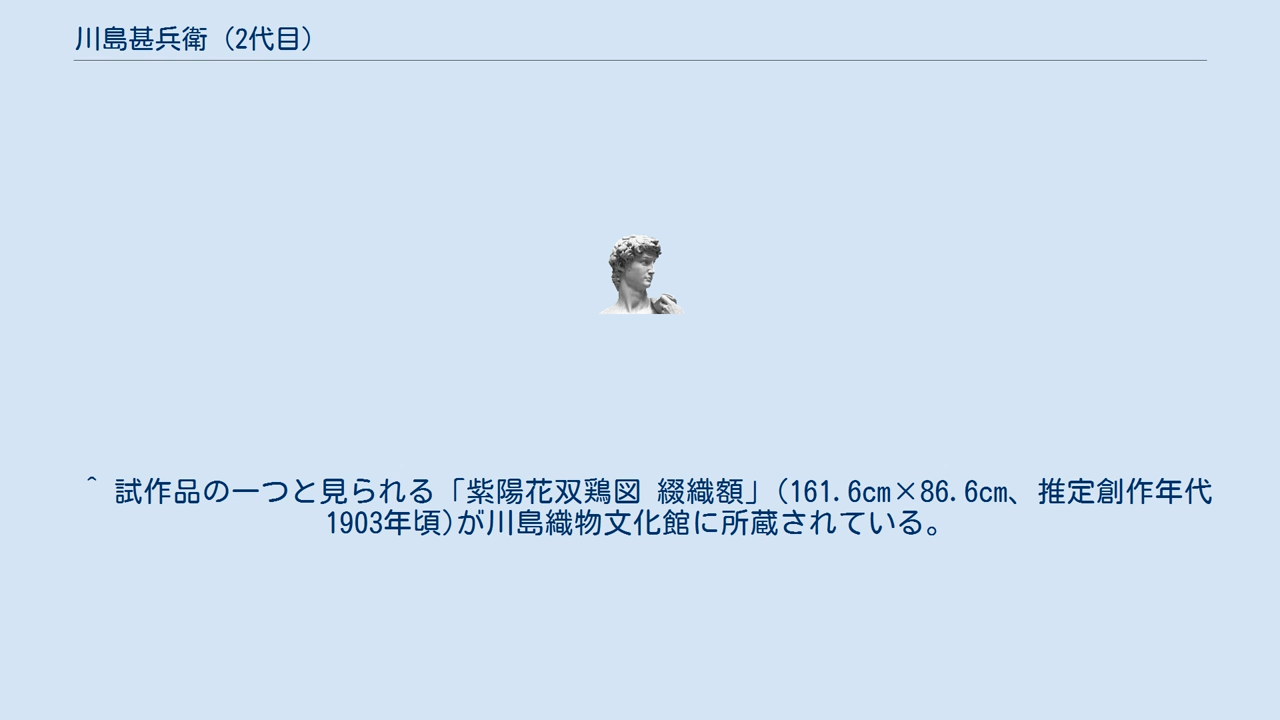 川島甚兵衛（2代目）
^ 試作品の一つと見られる「紫陽花双鶏図 綴織額」(161.6cm×86.6cm、推定創作年代
1903年頃)が川島織物文化館に所蔵されている。